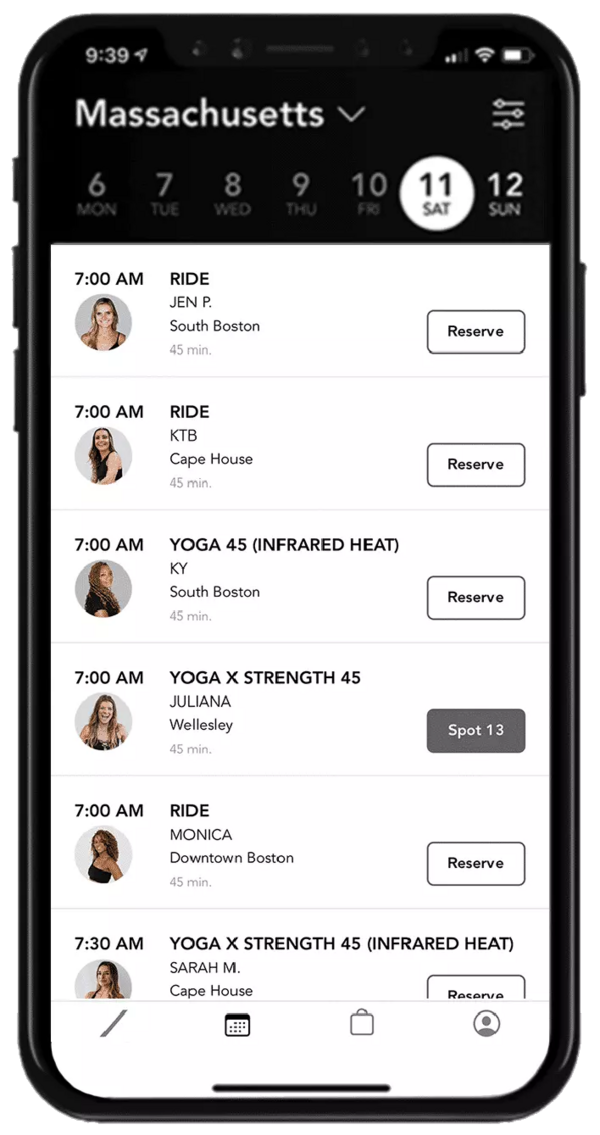 9:39
Massachusetts
6 7 8 9 10 11 12
MON TUE WED THU FRI SAT SUN
7:00 AM RIDE
JEN P.
South Boston
45 min.
Reserve
7:00 AM RIDE
KTB
Cape House
45 min.
Reserve
7:00 AM YOGA 45 (INFRARED HEAT)
KY
South Boston
45 min.
Reserve
7:00 AM YOGA X STRENGTH 45
JULIANA
Wellesley
45 min.
Spot 13
7:00 AM RIDE
MONICA
Downtown Boston
45 min.
Reserve
7:30 AM YOGA X STRENGTH 45 (INFRARED HEAT)
SARAH M.
Cape House
Reserve